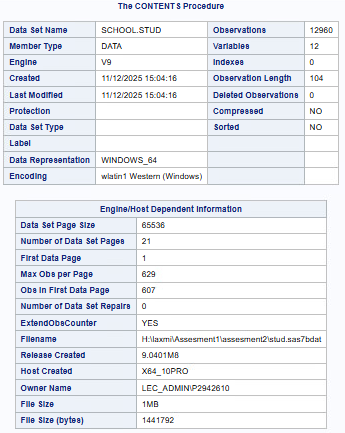 The CONTENTS Procedure
Data Set Name SCHOOL.STUD Observations 12960
Member Type DATA Variables 12
Engine V9 Indexes 0
Created 11/12/2025 15:04:16 Observation Length 104
Last Modified 11/12/2025 15:04:16 Deleted Observations 0
Protection Compressed NO
Data Set Type Sorted NO
Label
Data Representation WINDOWS_64
Encoding wlatin1 Western (Windows)
Engine/Host Dependent Information
Data Set Page Size 65536
Number of Data Set Pages 21
First Data Page 1
Max Obs per Page 629
Obs in First Data Page 607
Number of Data Set Repairs 0
ExtendObsCounter YES
Filename H:\laxmi\Assesment1\assesment2\stud.sas7bdat
Release Created 9.0401M8
Host Created X64_10PRO
Owner Name LEC_ADMIN\P2942610
File Size 1MB
File Size (bytes) 1441792